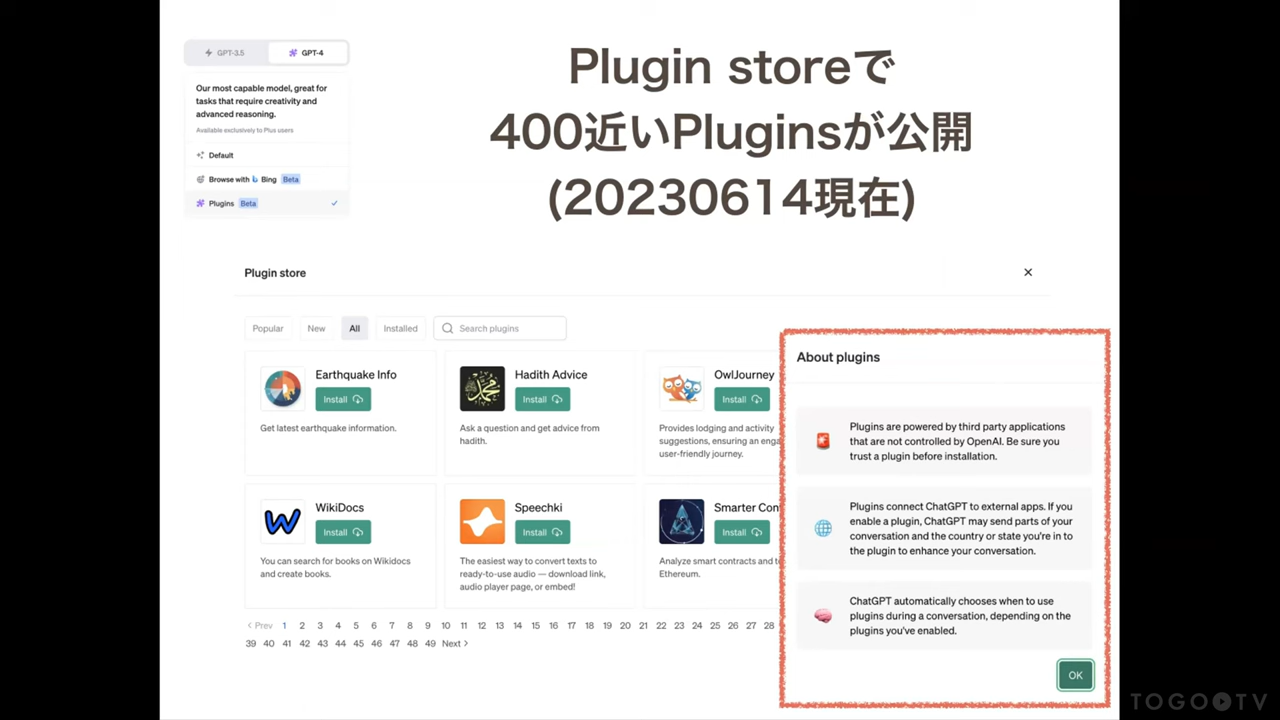 GPT-3.5
GPT-4
Our most capable model, great for
tasks that require creativity and
advanced reasoning.
Available exclusively to Plus users
Default
Browse with Bing Beta
Plugins Beta
Plugin storeで
400近いPluginsが公開
(20230614現在)
Plugin store
Popular
New
All
Installed
Search plugins
Earthquake Info
Install
Get latest earthquake information.
Hadith Advice
Install
Ask a question and get advice from
hadith.
OwlJourney
Install
Provides lodging and activity
suggestions, ensuring an enga
user-friendly journey.
WikiDocs
Install
You can search for books on Wikidocs
and create books.
Speechki
Install
The easiest way to convert texts to
ready-to-use audio — download link,
audio player page, or embed!
Smarter Con
Install
Analyze smart contracts and to
Ethereum.
Prev 1 2 3 4 5 6 7 8 9 10 11 12 13 14 15 16 17 18 19 20 21 22 23 24 25 26 27 28
39 40 41 42 43 44 45 46 47 48 49 Next
About plugins
Plugins are powered by third party applications
that are not controlled by OpenAI. Be sure you
trust a plugin before installation.
Plugins connect ChatGPT to external apps. If you
enable a plugin, ChatGPT may send parts of your
conversation and the country or state you're in to
the plugin to enhance your conversation.
ChatGPT automatically chooses when to use
plugins during a conversation, depending on the
plugins you've enabled.
OK
TOGO TV